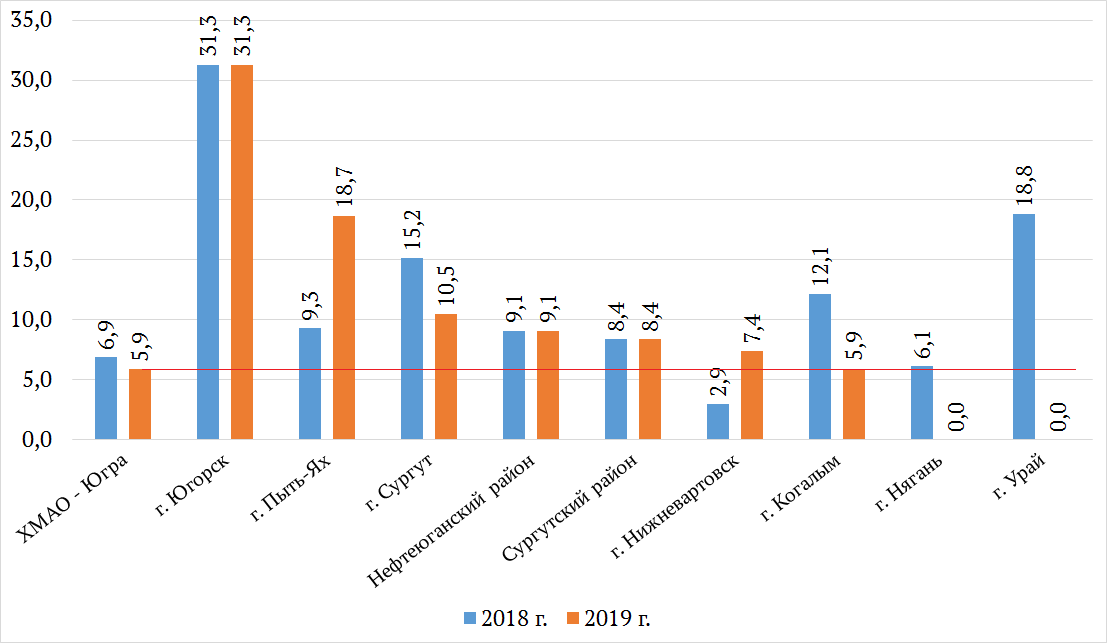 35,0
30,0
25,0
20,0
15,0
10,0
5,0
0,0
6,9
5,9
31,3
31,3
9,3
18,7
15,2
10,5
9,1
9,1
8,4
8,4
2,9
7,4
12,1
5,9
6,1
0,0
18,8
0,0
ХМАО - Югра
г. Югорск
г. Пыть-Ях
г. Сургут
Нефтеюганский район
Сургутский район
г. Нижневартовск
г. Когалым
г. Нягань
г. Урай
2018 г.
2019 г.